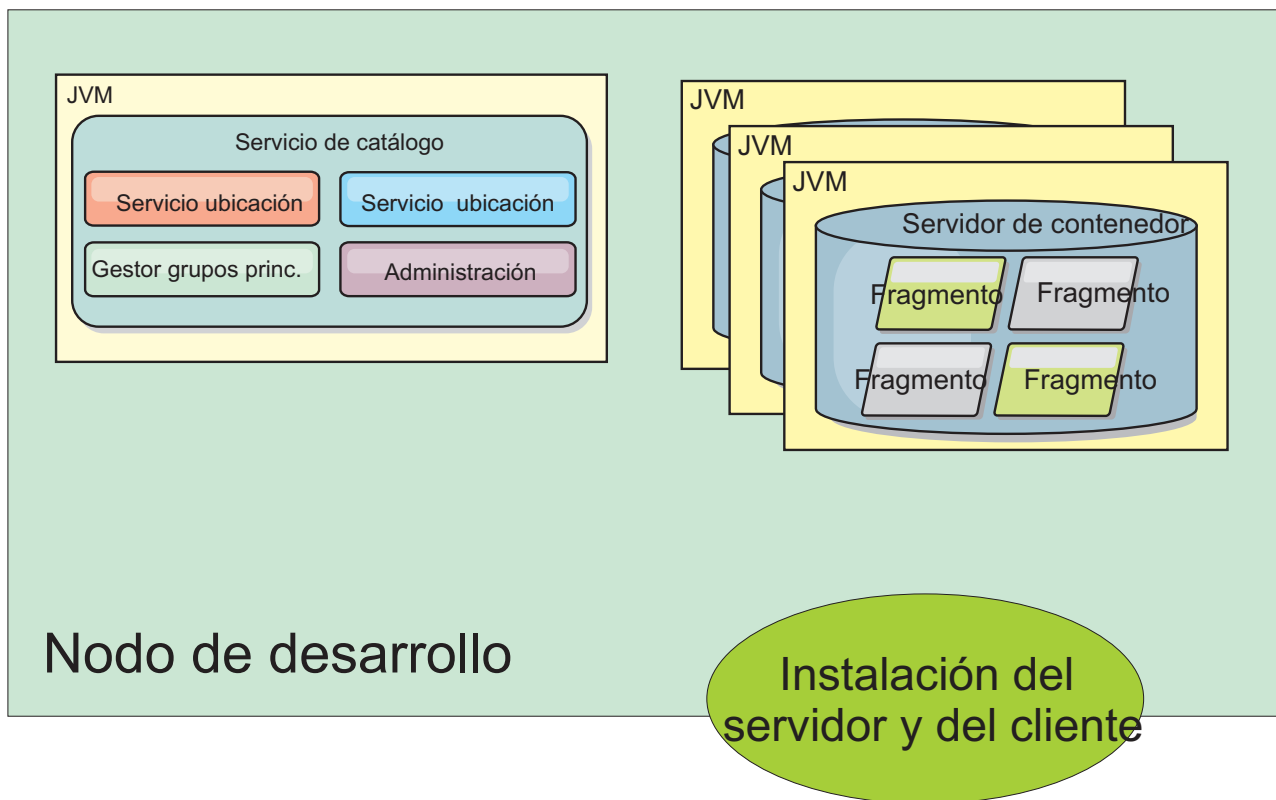 JVM
Servicio de catálogo
Servicio ubicación
Servicio ubicación
Gestor grupos princ.
Administración
JVM
JVM
JVM
Servidor de contenedor
Fragmento
Fragmento
Fragmento
Fragmento
Nodo de desarrollo
Instalación del
servidor y del cliente